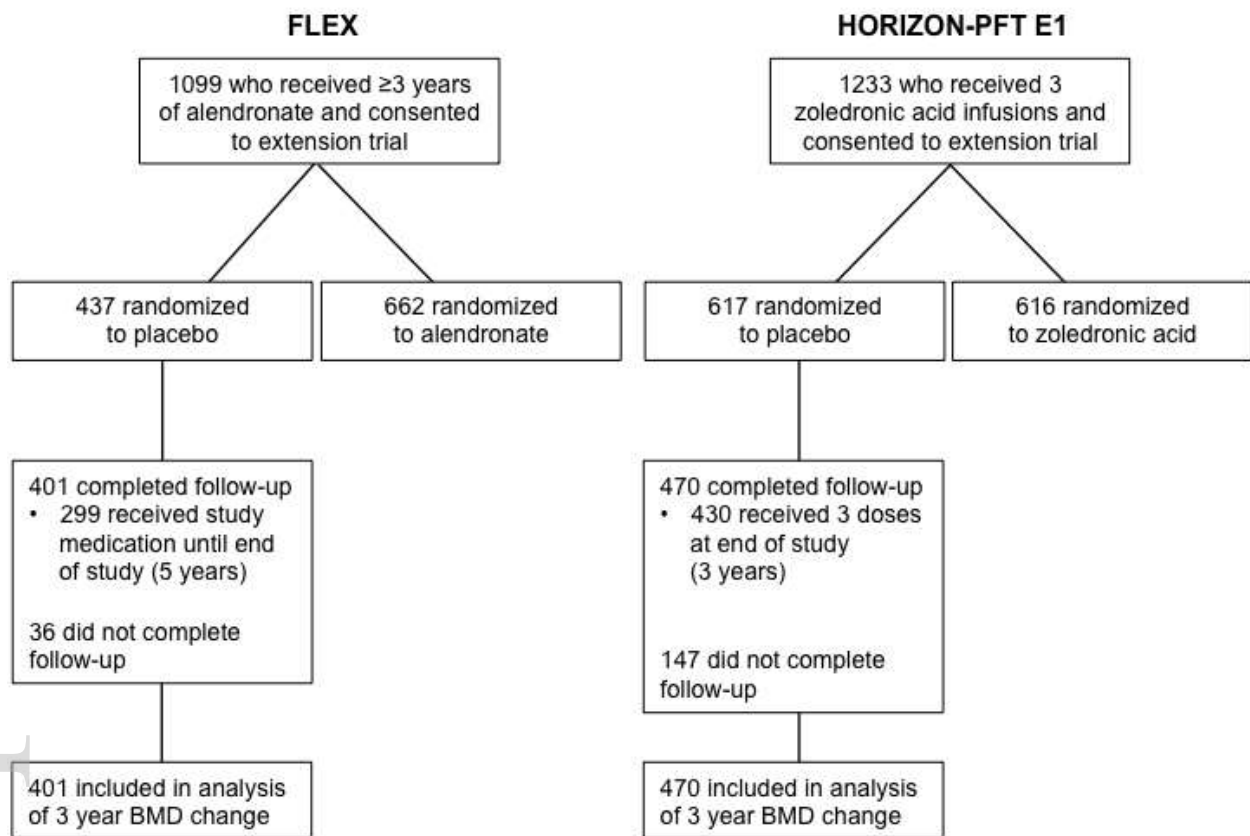 FLEX
1099 who received ≥3 years
of alendronate and consented
to extension trial
437 randomized
to placebo
662 randomized
to alendronate
401 completed follow-up
• 299 received study
medication until end
of study (5 years)
36 did not complete
follow-up
401 included in analysis
of 3 year BMD change
HORIZON-PFT E1
1233 who received 3
zoledronic acid infusions and
consented to extension trial
617 randomized
to placebo
616 randomized
to zoledronic acid
470 completed follow-up
• 430 received 3 doses
at end of study
(3 years)
147 did not complete
follow-up
470 included in analysis
of 3 year BMD change